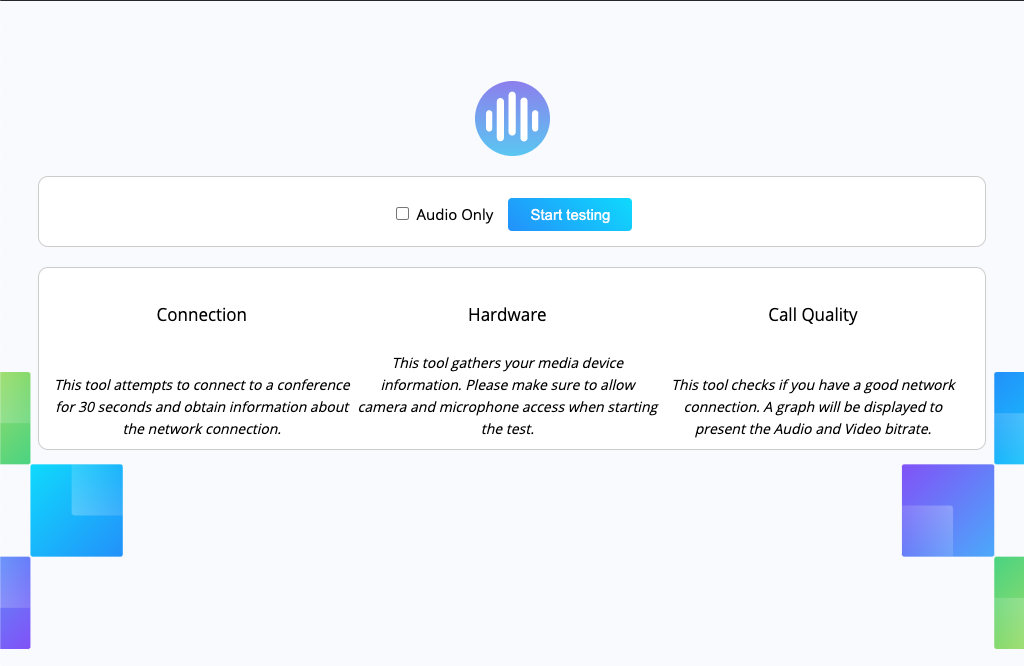 Audio Only
Start testing
Connection
This tool attempts to connect to a conference
for 30 seconds and obtain information about
the network connection.
Hardware
This tool gathers your media device
information. Please make sure to allow
camera and microphone access when starting
the test.
Call Quality
This tool checks if you have a good network
connection. A graph will be displayed to
present the Audio and Video bitrate.